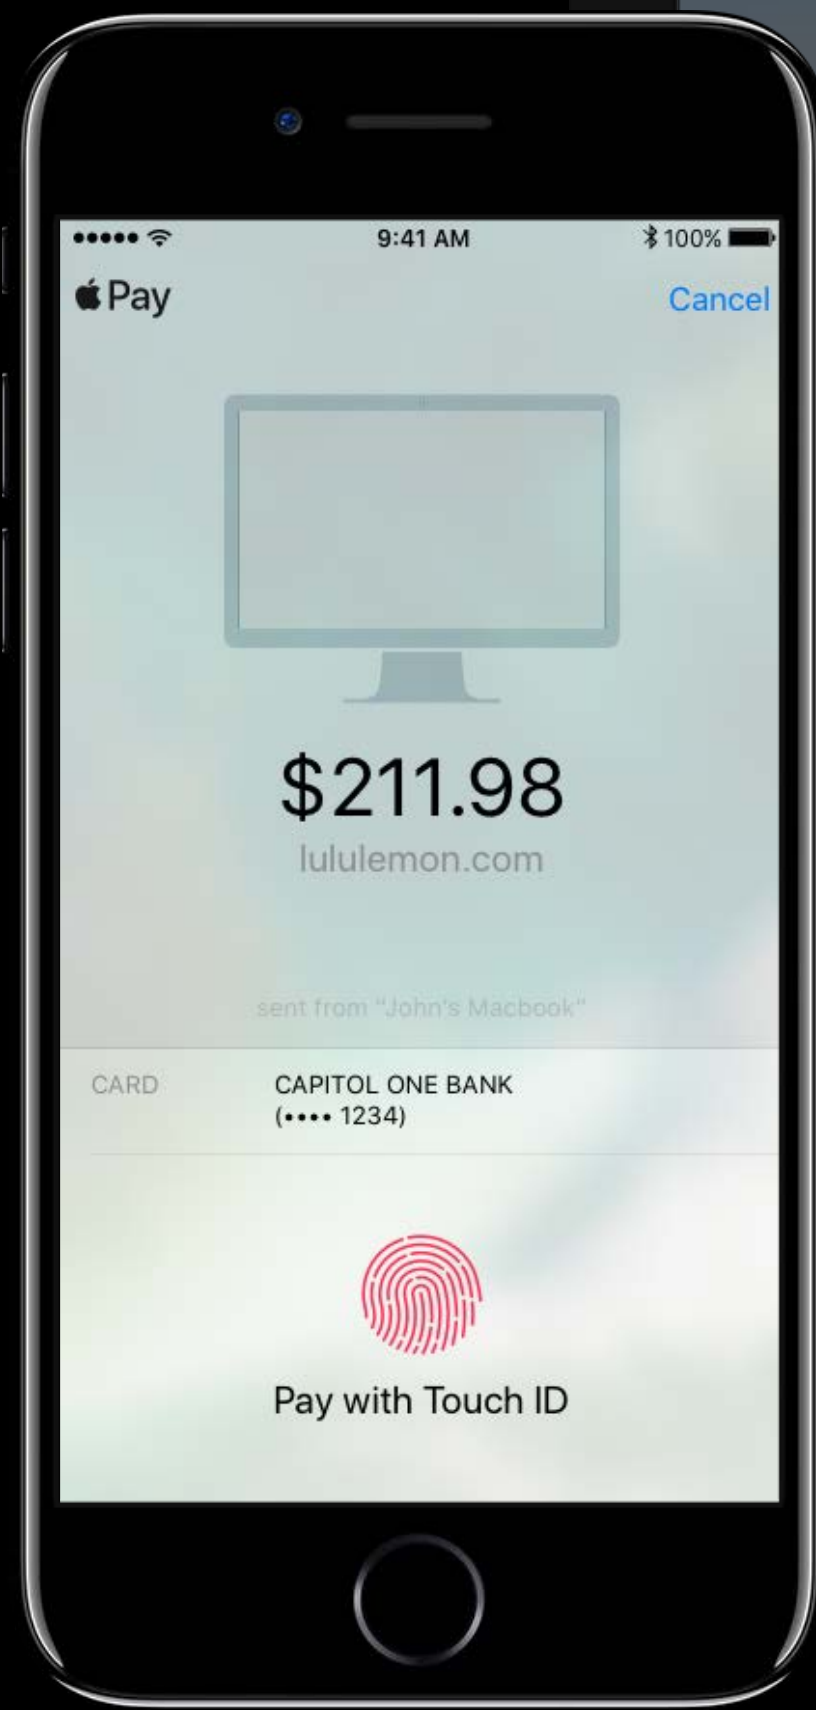 9:41 AM
100%
Pay
Cancel
$211.98
lululemon.com
sent from "John's Macbook"
CARD
CAPITOL ONE BANK
(•••• 1234)
Pay with Touch ID